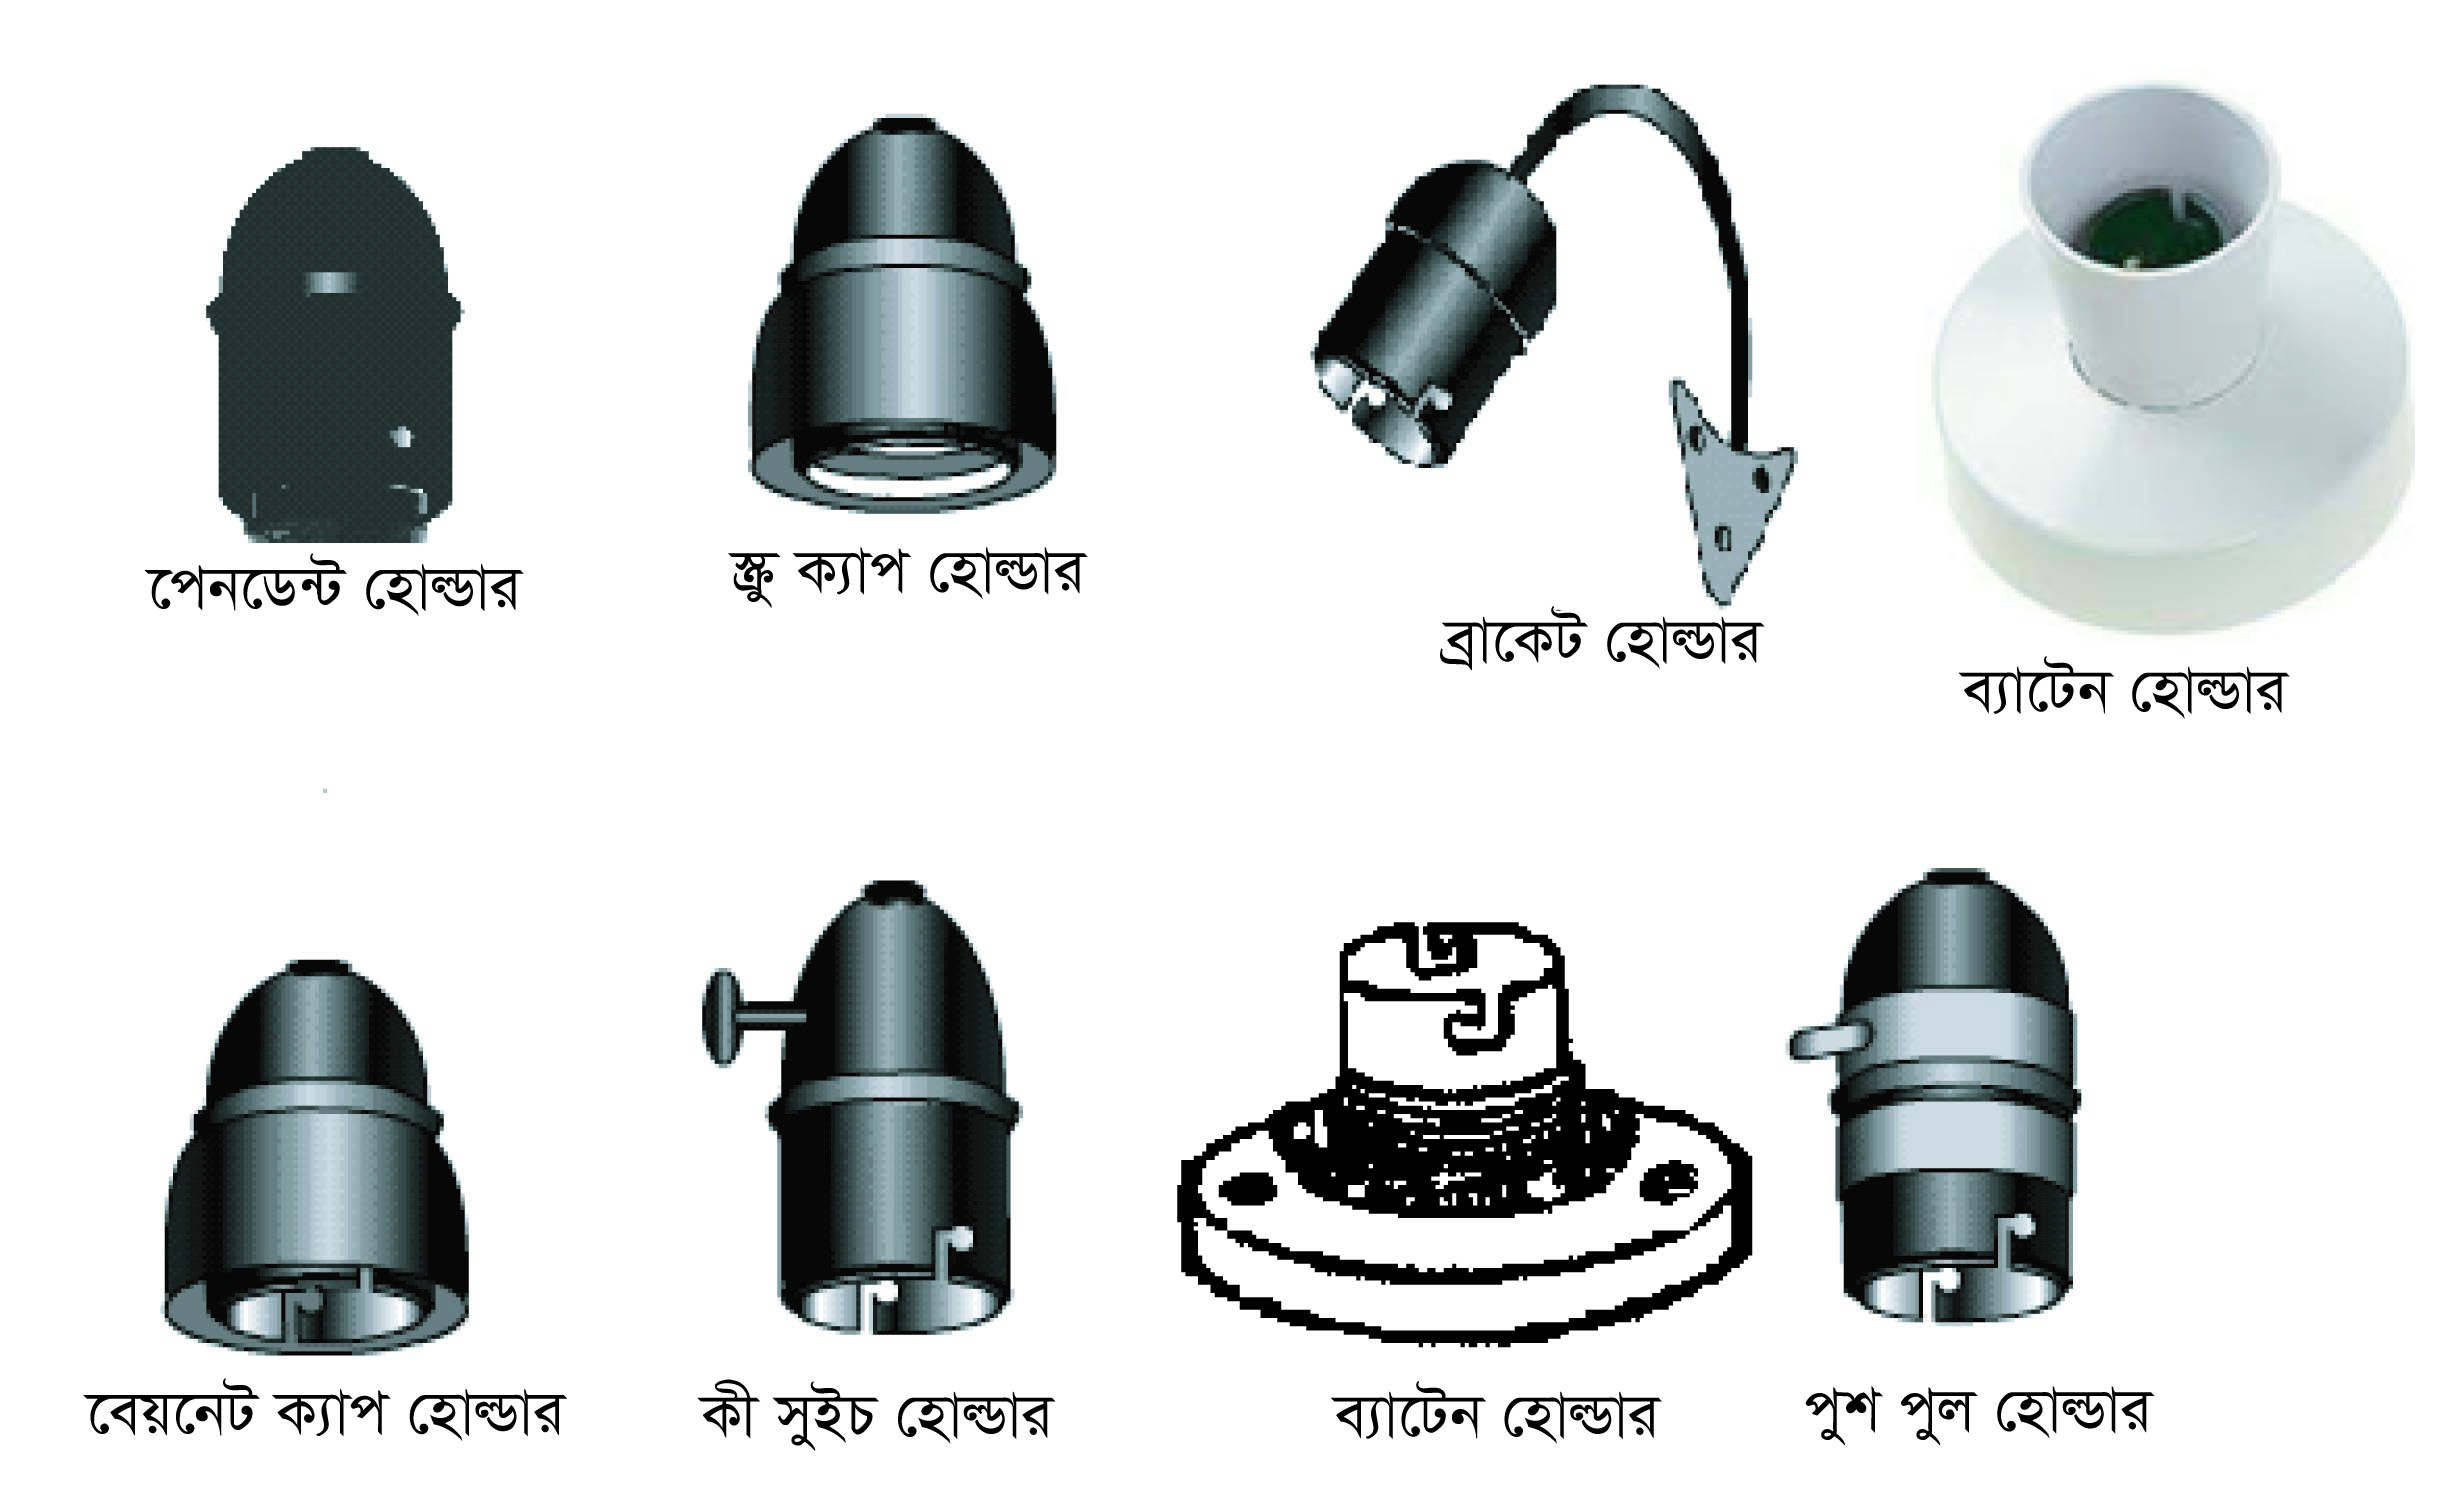 পেনডেন্ট হোল্ডার
স্ক্রু ক্যাপ হোল্ডার
ব্রাকেট হোল্ডার
ব্যাটেন হোল্ডার
বেয়নেট ক্যাপ হোল্ডার
কী সুইচ হোল্ডার
ব্যাটেন হোল্ডার
পুশ পুল হোল্ডার